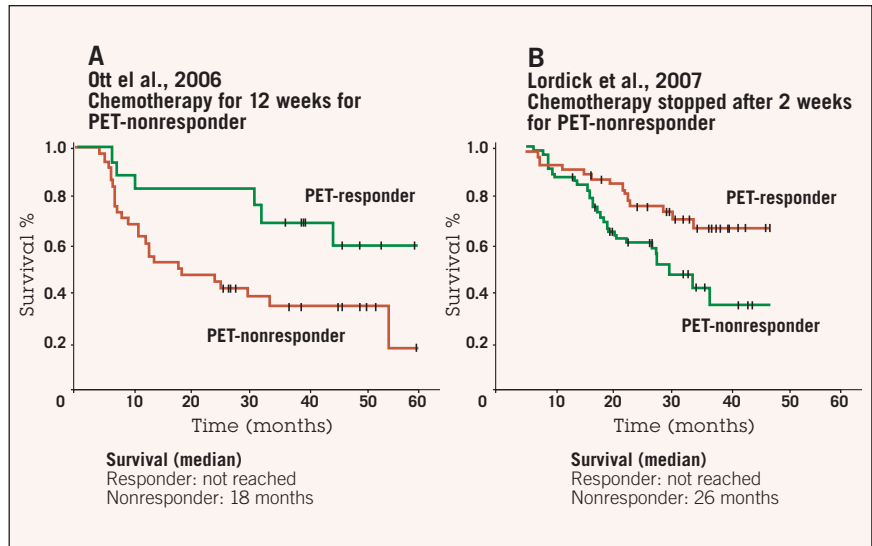 A
Ott el al., 2006
Chemotherapy for 12 weeks for
PET-nonresponder
1.0
0.8
0.6
0.4
0.2
0
Survival %
PET-responder
PET-nonresponder
10
20
30
40
50
60
Time (months)
Survival (median)
Responder: not reached
Nonresponder: 18 months
B
Lordick et al., 2007
Chemotherapy stopped after 2 weeks
for PET-nonresponder
1.0
0.8
0.6
0.4
0.2
0
Survival %
PET-responder
PET-nonresponder
10
20
30
40
50
60
Time (months)
Survival (median)
Responder: not reached
Nonresponder: 26 months